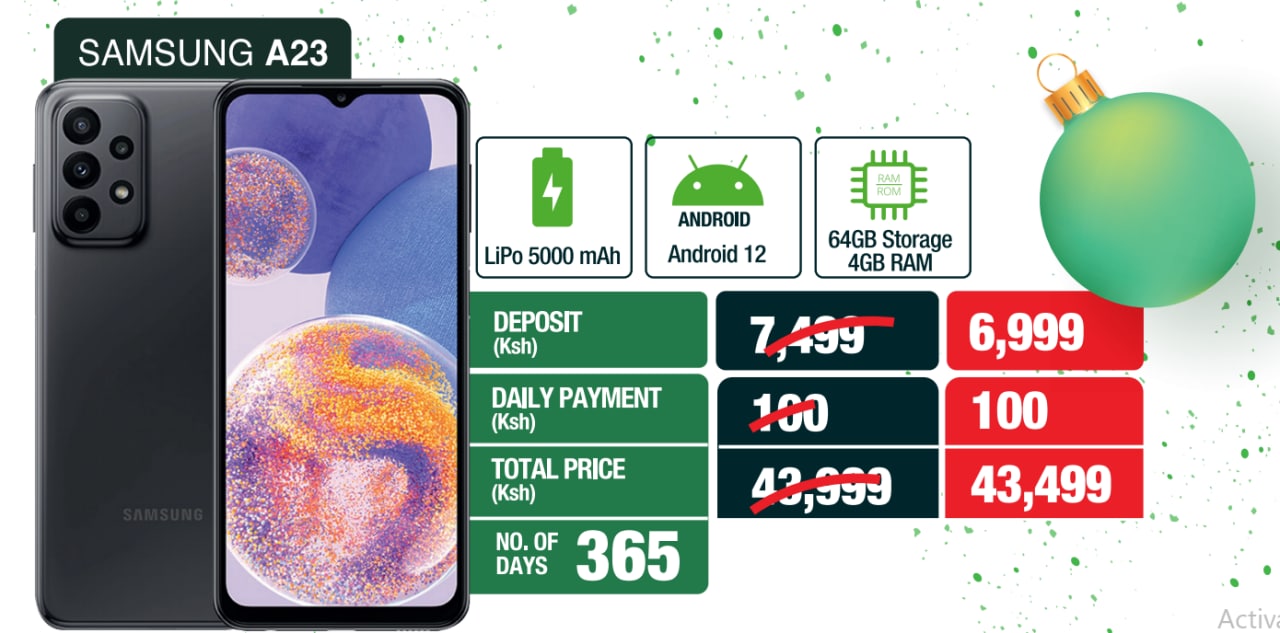 SAMSUNG A23
LiPo 5000 mAh
ANDROID
Android 12
RAM
ROM
64GB Storage
4GB RAM
DEPOSIT
(Ksh)
7,499
6,999
DAILY PAYMENT
(Ksh)
100
100
TOTAL PRICE
(Ksh)
43,999
43,499
NO. OF
DAYS
365
SAMSUNG
Activa